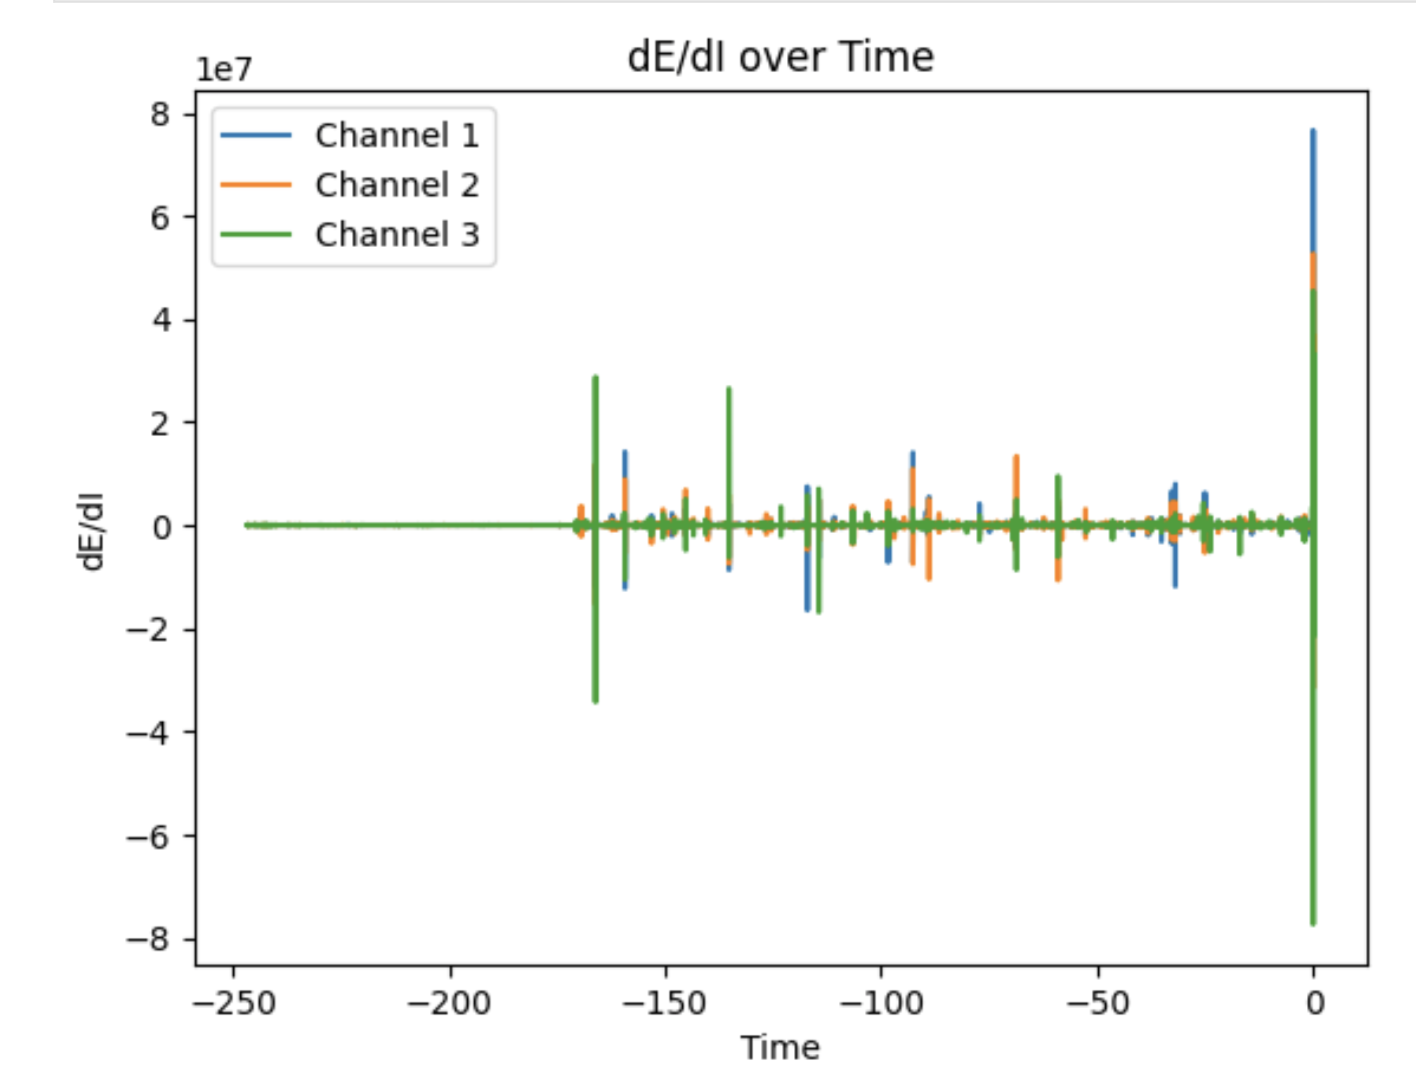 dE/dI over Time
1e7
8
6
4
2
0
−2
−4
−6
−8
dE/dI
Channel 1
Channel 2
Channel 3
−250 −200 −150 −100 −50 0
Time